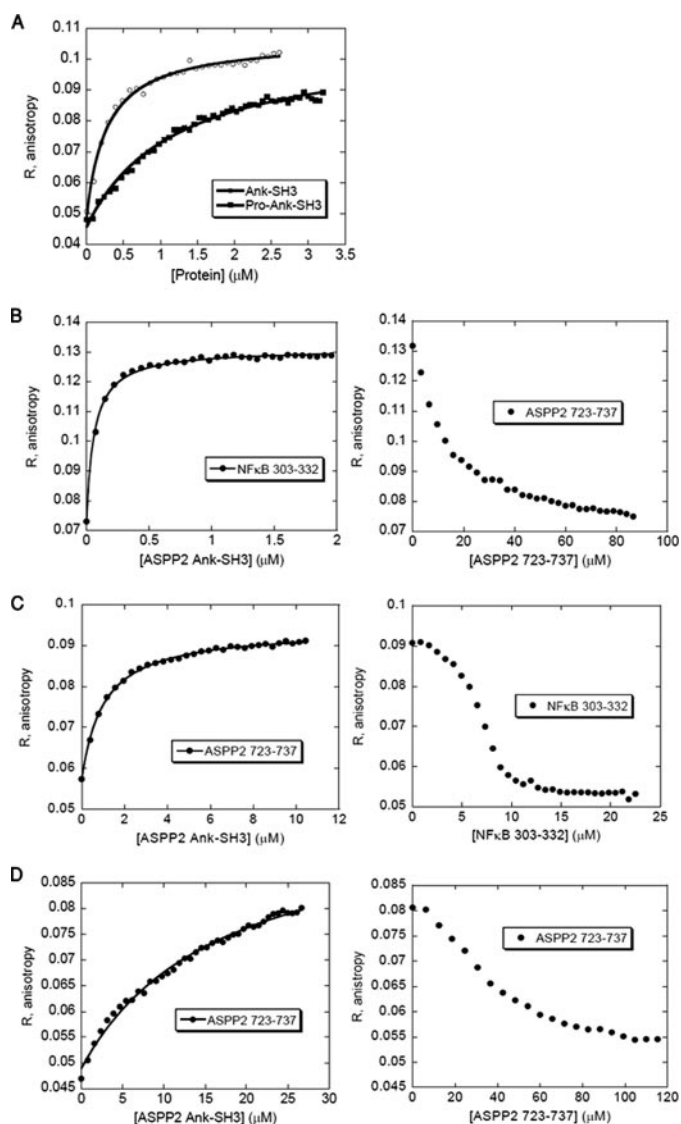 A
R, anisotropy
0.11
0.1
0.09
0.08
0.07
0.06
0.05
0.04
Ank-SH3
Pro-Ank-SH3
0 0.5 1 1.5 2 2.5 3 3.5
[Protein] (μM)
B
R, anisotropy
0.14
0.13
0.12
0.11
0.1
0.09
0.08
0.07
NFκB 303-332
0 0.5 1 1.5 2
[ASPP2 Ank-SH3] (μM)
R, anisotropy
0.14
0.13
0.12
0.11
0.1
0.09
0.08
0.07
ASPP2 723-737
0 20 40 60 80 100
[ASPP2 723-737] (μM)
C
R, anisotropy
0.1
0.09
0.08
0.07
0.06
0.05
ASPP2 723-737
0 2 4 6 8 10 12
[ASPP2 Ank-SH3] (μM)
R, anisotropy
0.1
0.09
0.08
0.07
0.06
0.05
NFκB 303-332
0 5 10 15 20 25
[NFκB 303-332] (μM)
D
R, anisotropy
0.085
0.08
0.075
0.07
0.065
0.06
0.055
0.05
0.045
ASPP2 723-737
0 5 10 15 20 25 30
[ASPP2 Ank-SH3] (μM)
R, anistropy
0.085
0.08
0.075
0.07
0.065
0.06
0.055
0.05
0.045
ASPP2 723-737
0 20 40 60 80 100 120
[ASPP2 723-737] (μM)